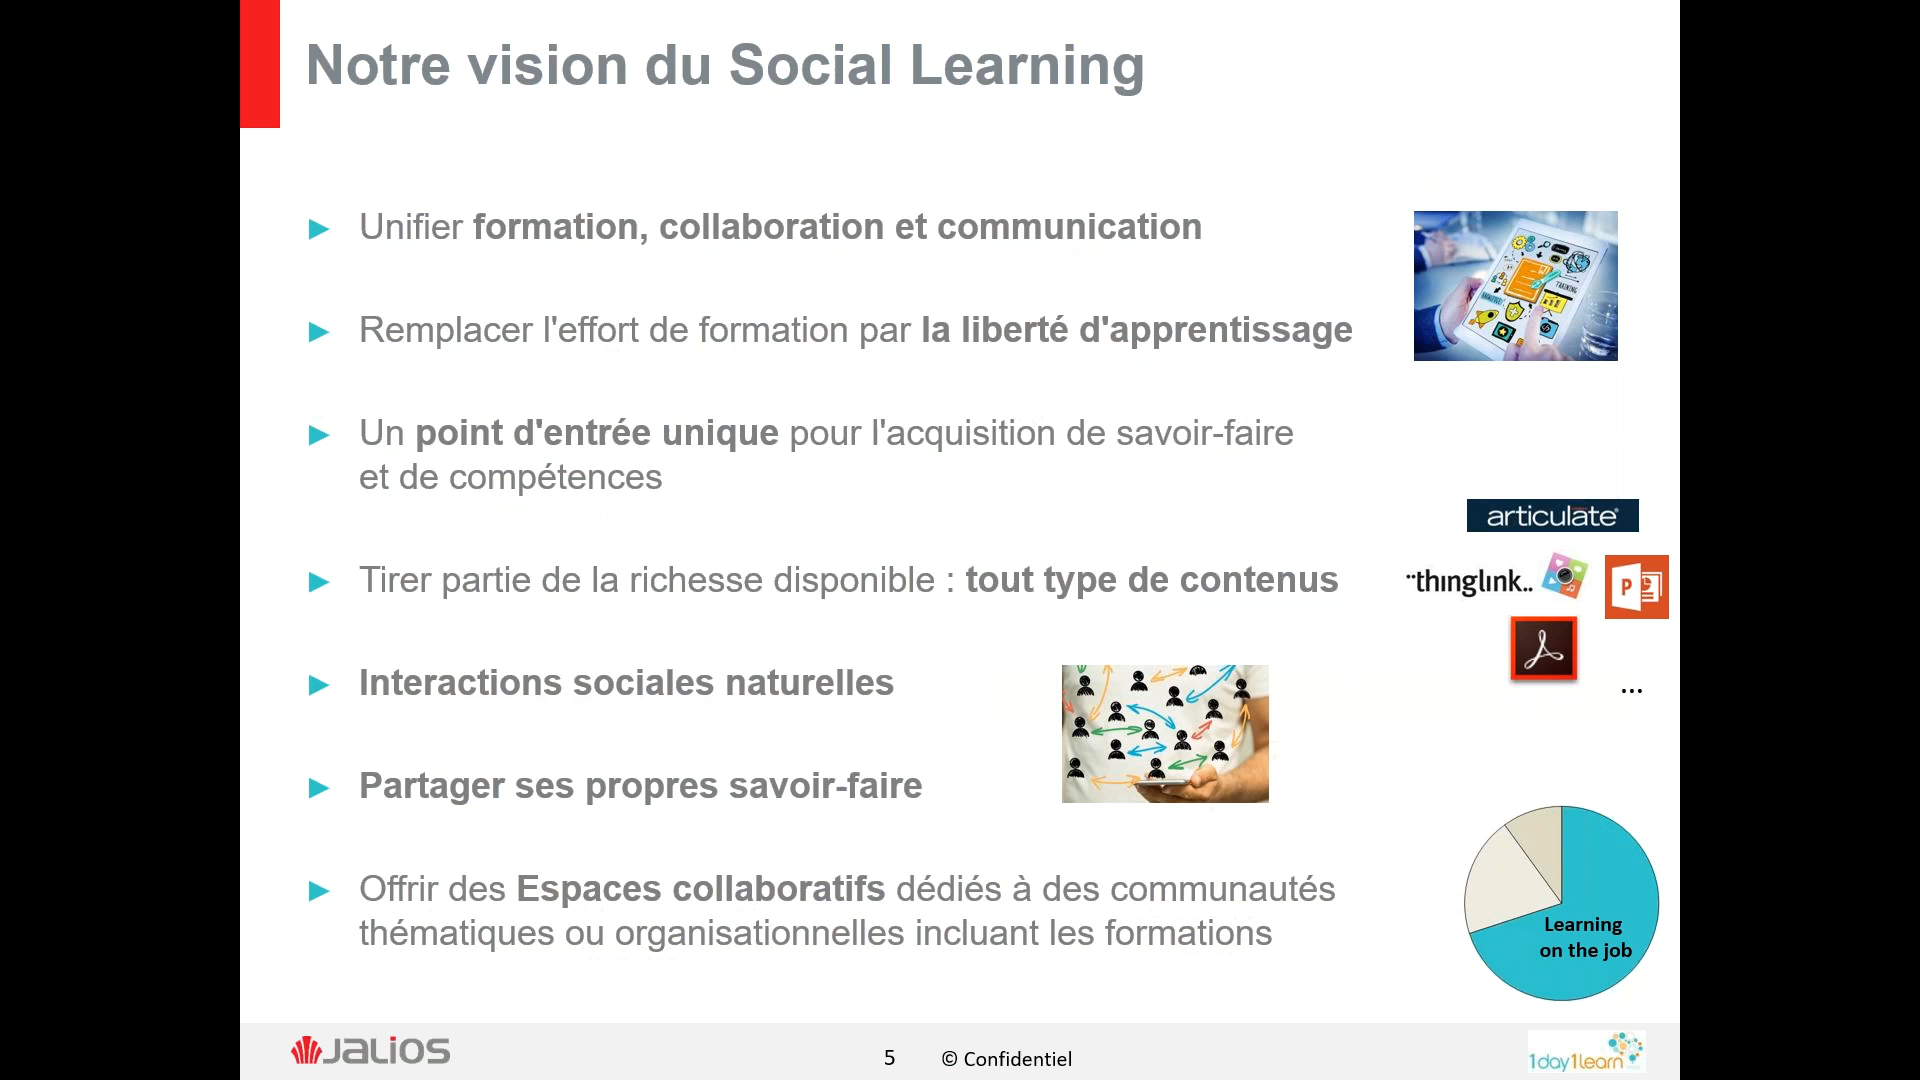 Notre vision du Social Learning
► Unifier formation, collaboration et communication
► Remplacer l'effort de formation par la liberté d'apprentissage
TRAINING
► Un point d'entrée unique pour l'acquisition de savoir-faire
et de compétences
articulate
► Tirer partie de la richesse disponible : tout type de contenus
¨thinglink..
P
► Interactions sociales naturelles
...
► Partager ses propres savoir-faire
► Offrir des Espaces collaboratifs dédiés à des communautés
thématiques ou organisationnelles incluant les formations
Learning
on the job
JALIOS
5
© Confidentiel
1day1learn